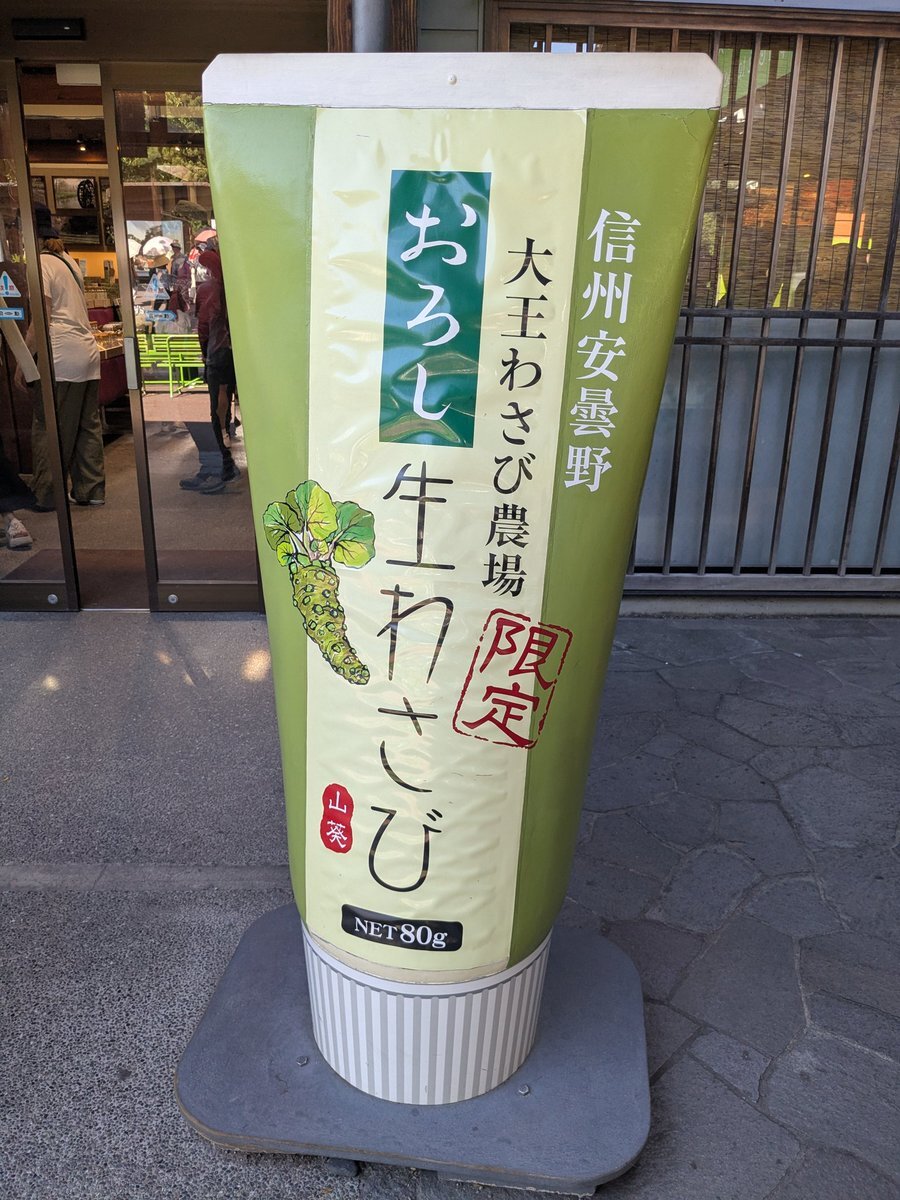 信州安曇野
大王わさび農場
限定
おろし
生わさび
山葵
NET80g